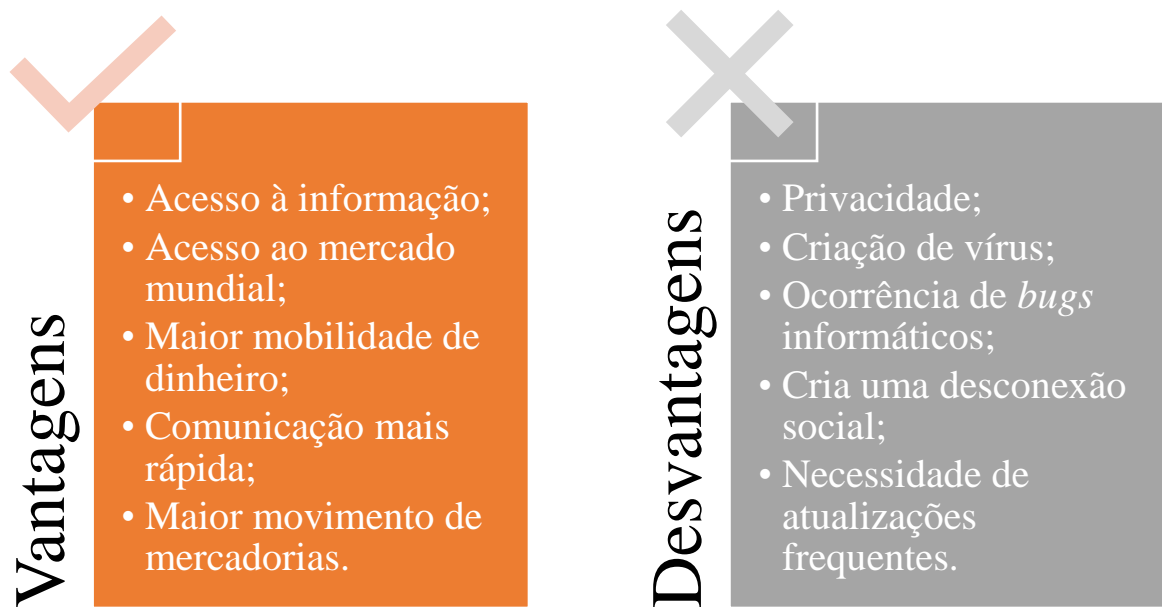 Vantagens
• Acesso à informação;
• Acesso ao mercado
mundial;
• Maior mobilidade de
dinheiro;
• Comunicação mais
rápida;
• Maior movimento de
mercadorias.
Desvantagens
• Privacidade;
• Criação de vírus;
• Ocorrência de bugs
informáticos;
• Cria uma desconexão
social;
• Necessidade de
atualizações
frequentes.